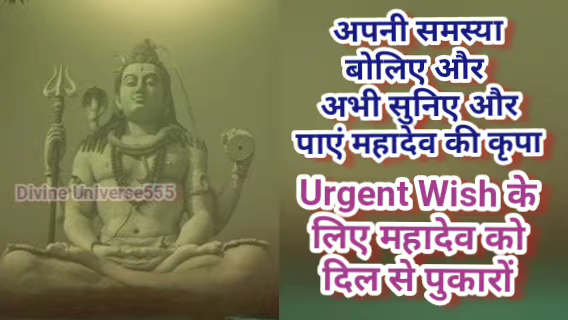 अपनी समस्या
बोलिए और
अभी सुनिए और
पाएं महादेव की कृपा
Urgent Wish के
लिए महादेव को
दिल से पुकारों
Divine Universe555